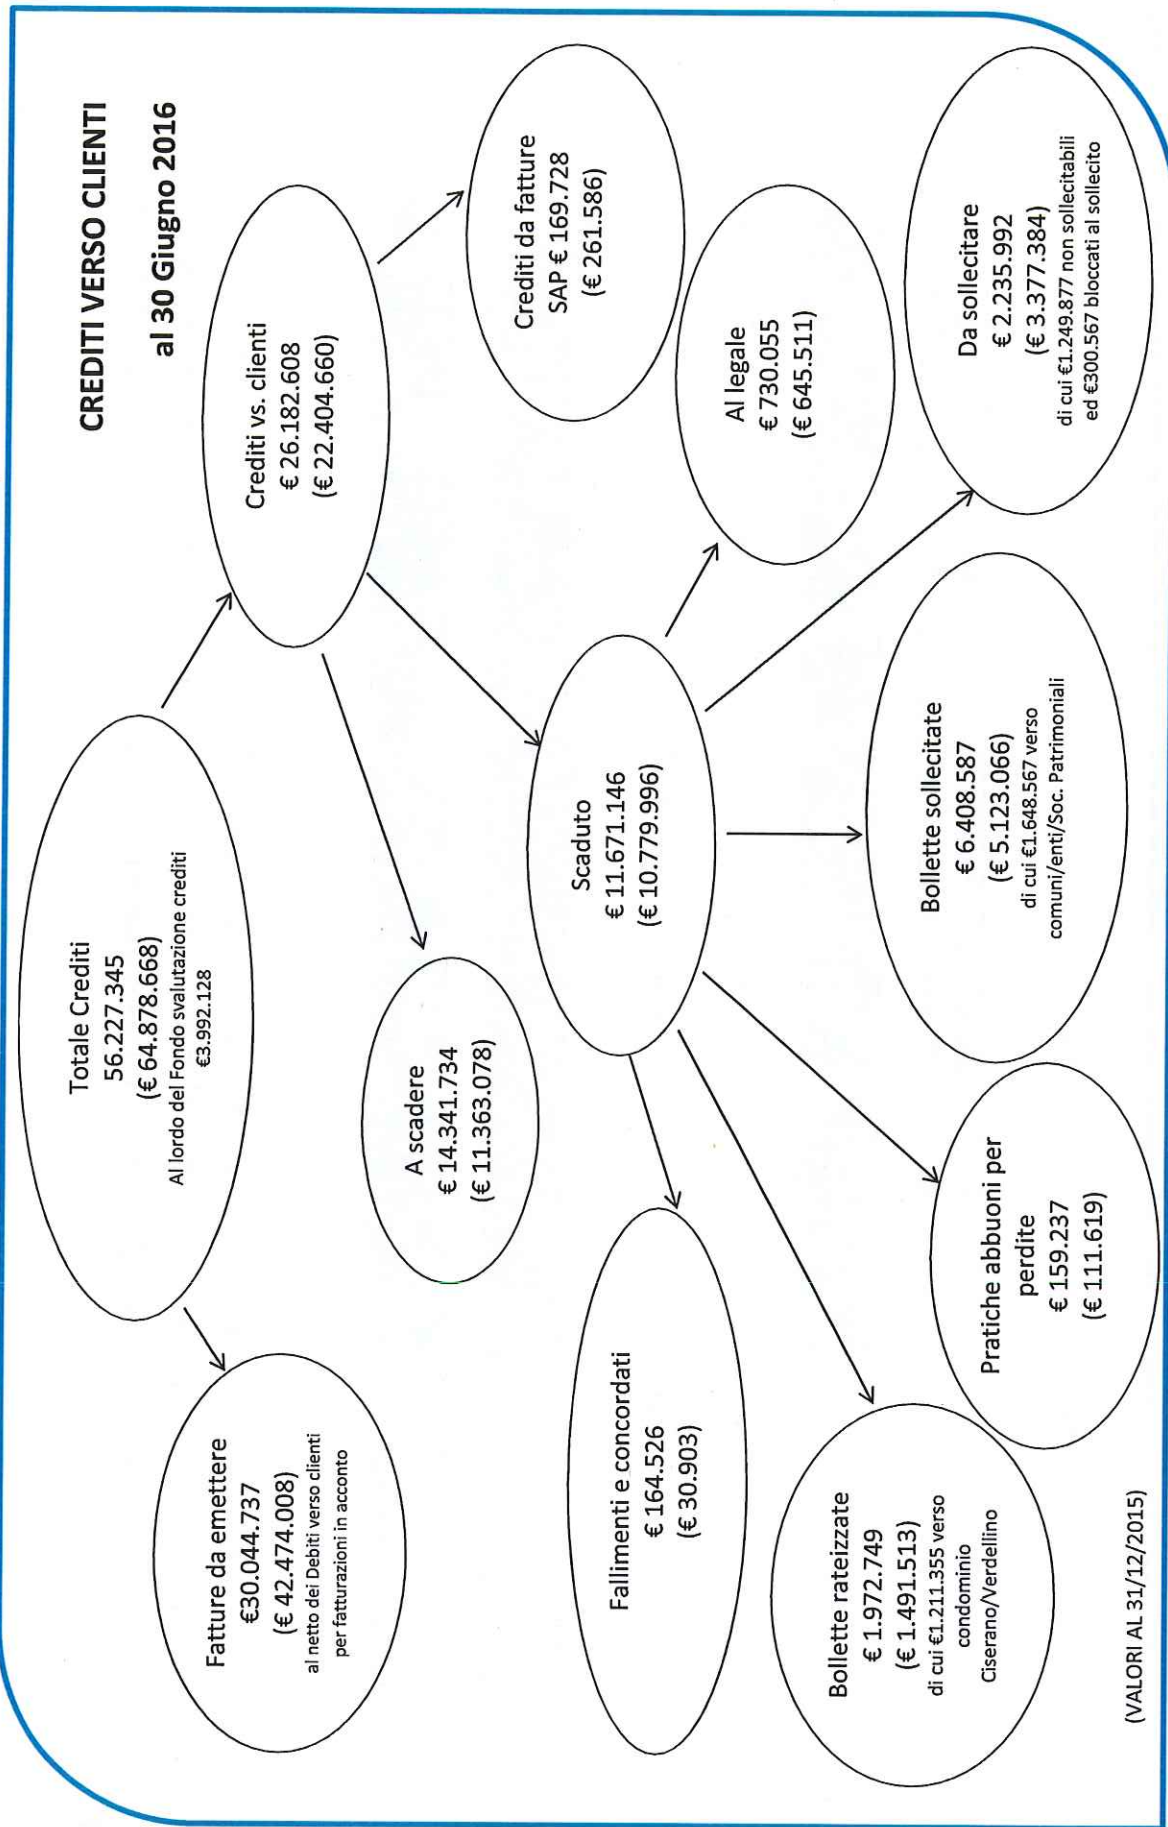 CREDITI VERSO CLIENTI
al 30 Giugno 2016
Totale Crediti
56.227.345
(€ 64.878.668)
Al lordo del Fondo svalutazione crediti
€3.992.128
Fatture da emettere
€30.044.737
(€ 42.474.008)
al netto dei Debiti verso clienti
per fatturazioni in acconto
Crediti vs. clienti
€ 26.182.608
(€ 22.404.660)
A scadere
€ 14.341.734
(€ 11.363.078)
Scaduto
€ 11.671.146
(€ 10.779.996)
Crediti da fatture
SAP € 169.728
(€ 261.586)
Fallimenti e concordati
€ 164.526
(€ 30.903)
Bollette rateizzate
€ 1.972.749
(€ 1.491.513)
di cui €1.211.355 verso
condominio
Ciserano/Verdellino
Pratiche abbuoni per
perdite
€ 159.237
(€ 111.619)
Bollette sollecitate
€ 6.408.587
(€ 5.123.066)
di cui €1.648.567 verso
comuni/enti/Soc. Patrimoniali
Al legale
€ 730.055
(€ 645.511)
Da sollecitare
€ 2.235.992
(€ 3.377.384)
di cui €1.249.877 non sollecitabili
ed €300.567 bloccati al sollecito
(VALORI AL 31/12/2015)